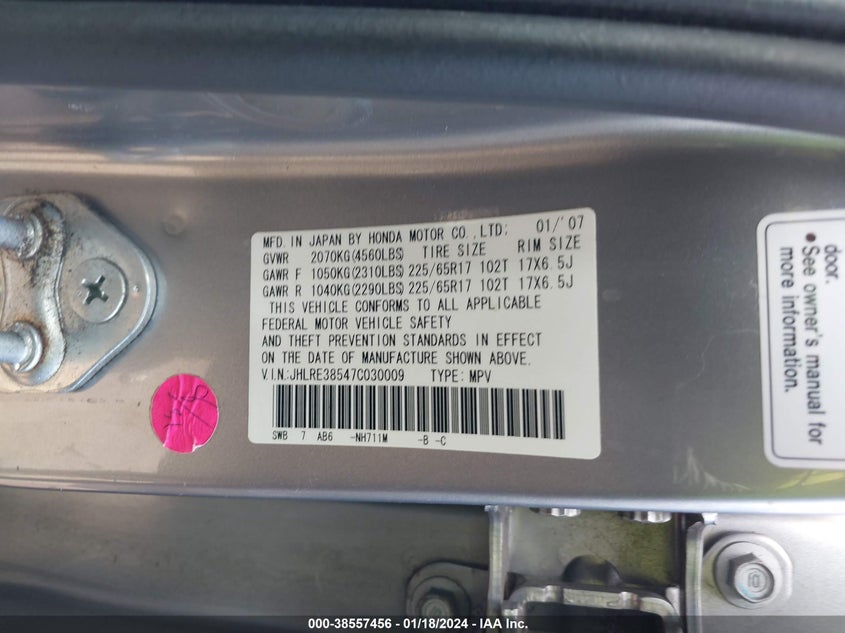 MFD. IN JAPAN BY HONDA MOTOR CO.,LTD: 01/'07
GVWR 2070KG(4560LBS) TIRE SIZE RIM SIZE
GAWR F 1050KG(2310LBS) 225/65R17 102T 17X6.5J
GAWR R 1040KG(2290LBS) 225/65R17 102T 17X6.5J
THIS VEHICLE CONFORMS TO ALL APPLICABLE
FEDERAL MOTOR VEHICLE SAFETY
AND THEFT PREVENTION STANDARDS IN EFFECT
ON THE DATE OF MANUFACTURE SHOWN ABOVE.
V.I.N:JHLRE38547C030009 TYPE: MPV
SWB 7 AB6 -NH711M -B -C
door.
• See owner's manual for
more information.
10
000-38557456 - 01/18/2024 - IAA Inc.